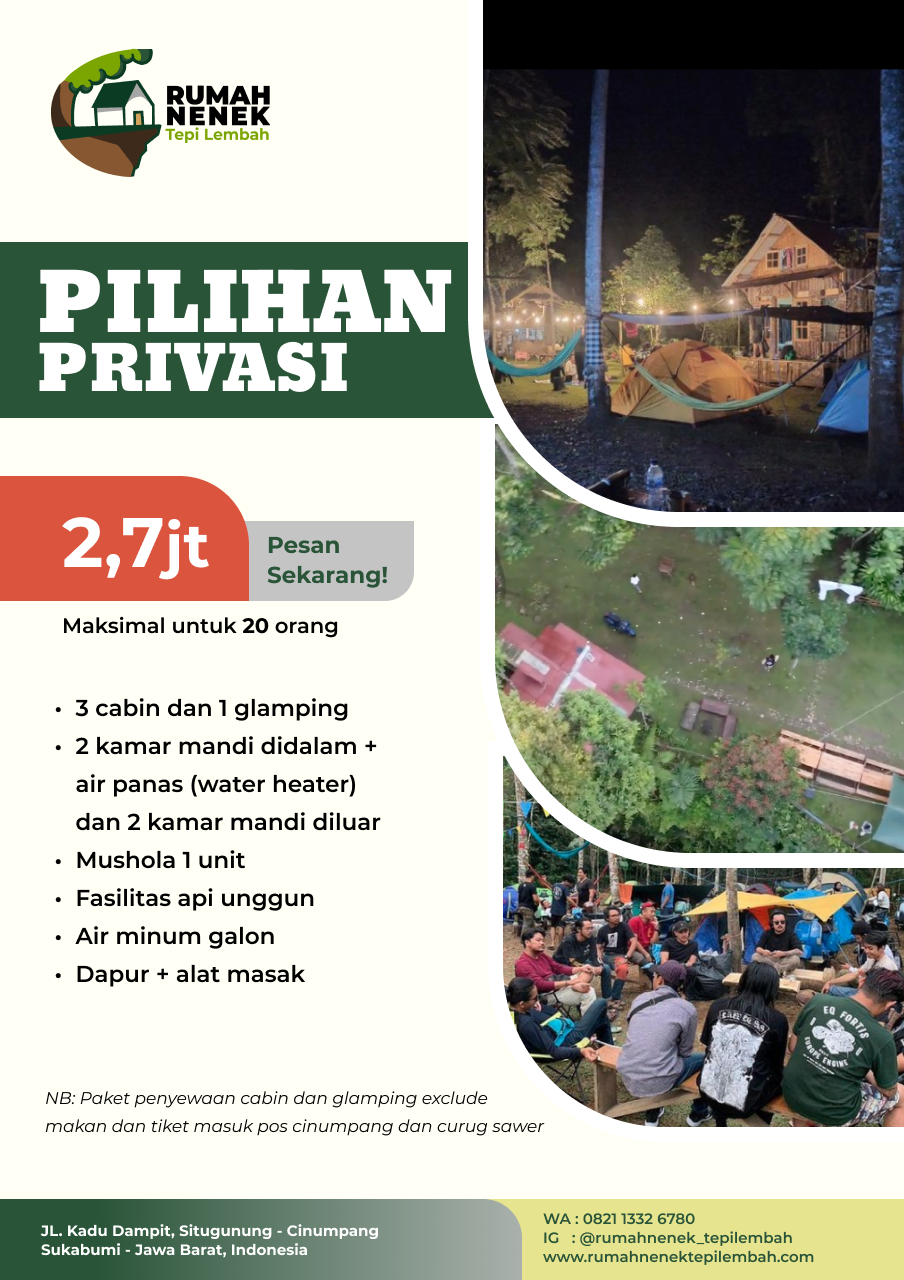 RUMAH
NENEK
Tepi Lembah
PILIHAN
PRIVASI
2,7jt
Pesan
Sekarang!
Maksimal untuk 20 orang
• 3 cabin dan 1 glamping
• 2 kamar mandi didalam +
air panas (water heater)
dan 2 kamar mandi diluar
• Mushola 1 unit
• Fasilitas api unggun
• Air minum galon
• Dapur + alat masak
EQ FORTIS
EUROPE ENGINE
NB: Paket penyewaan cabin dan glamping exclude
makan dan tiket masuk pos cinumpang dan curug sawer
JL. Kadu Dampit, Situgunung - Cinumpang
Sukabumi - Jawa Barat, Indonesia
WA : 0821 1332 6780
IG : @rumahnenek_tepilembah
www.rumahnenektepilembah.com